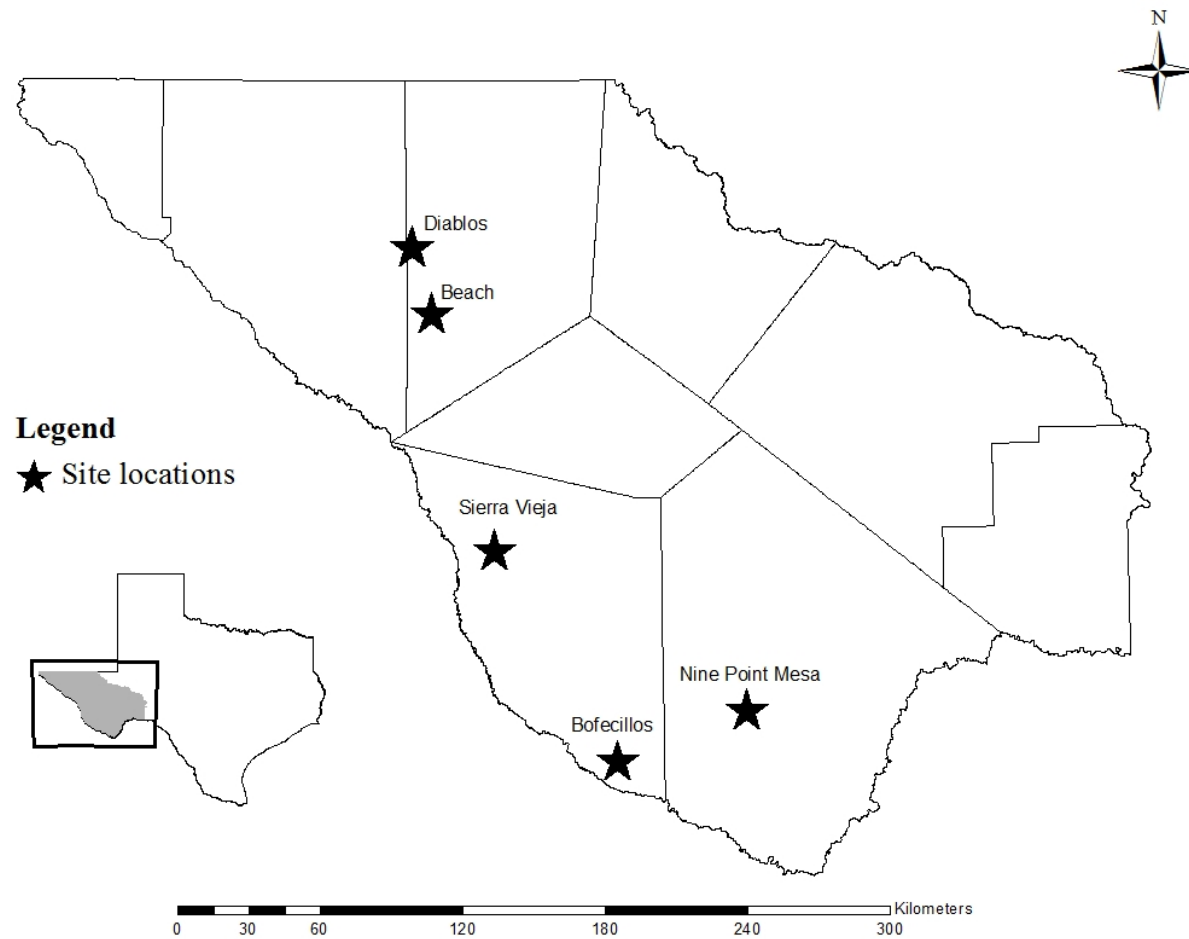 N
Diablos
Beach
Legend
Site locations
Sierra Vieja
Nine Point Mesa
Bofecillos
Kilometers
0 30 60 120 180 240 300